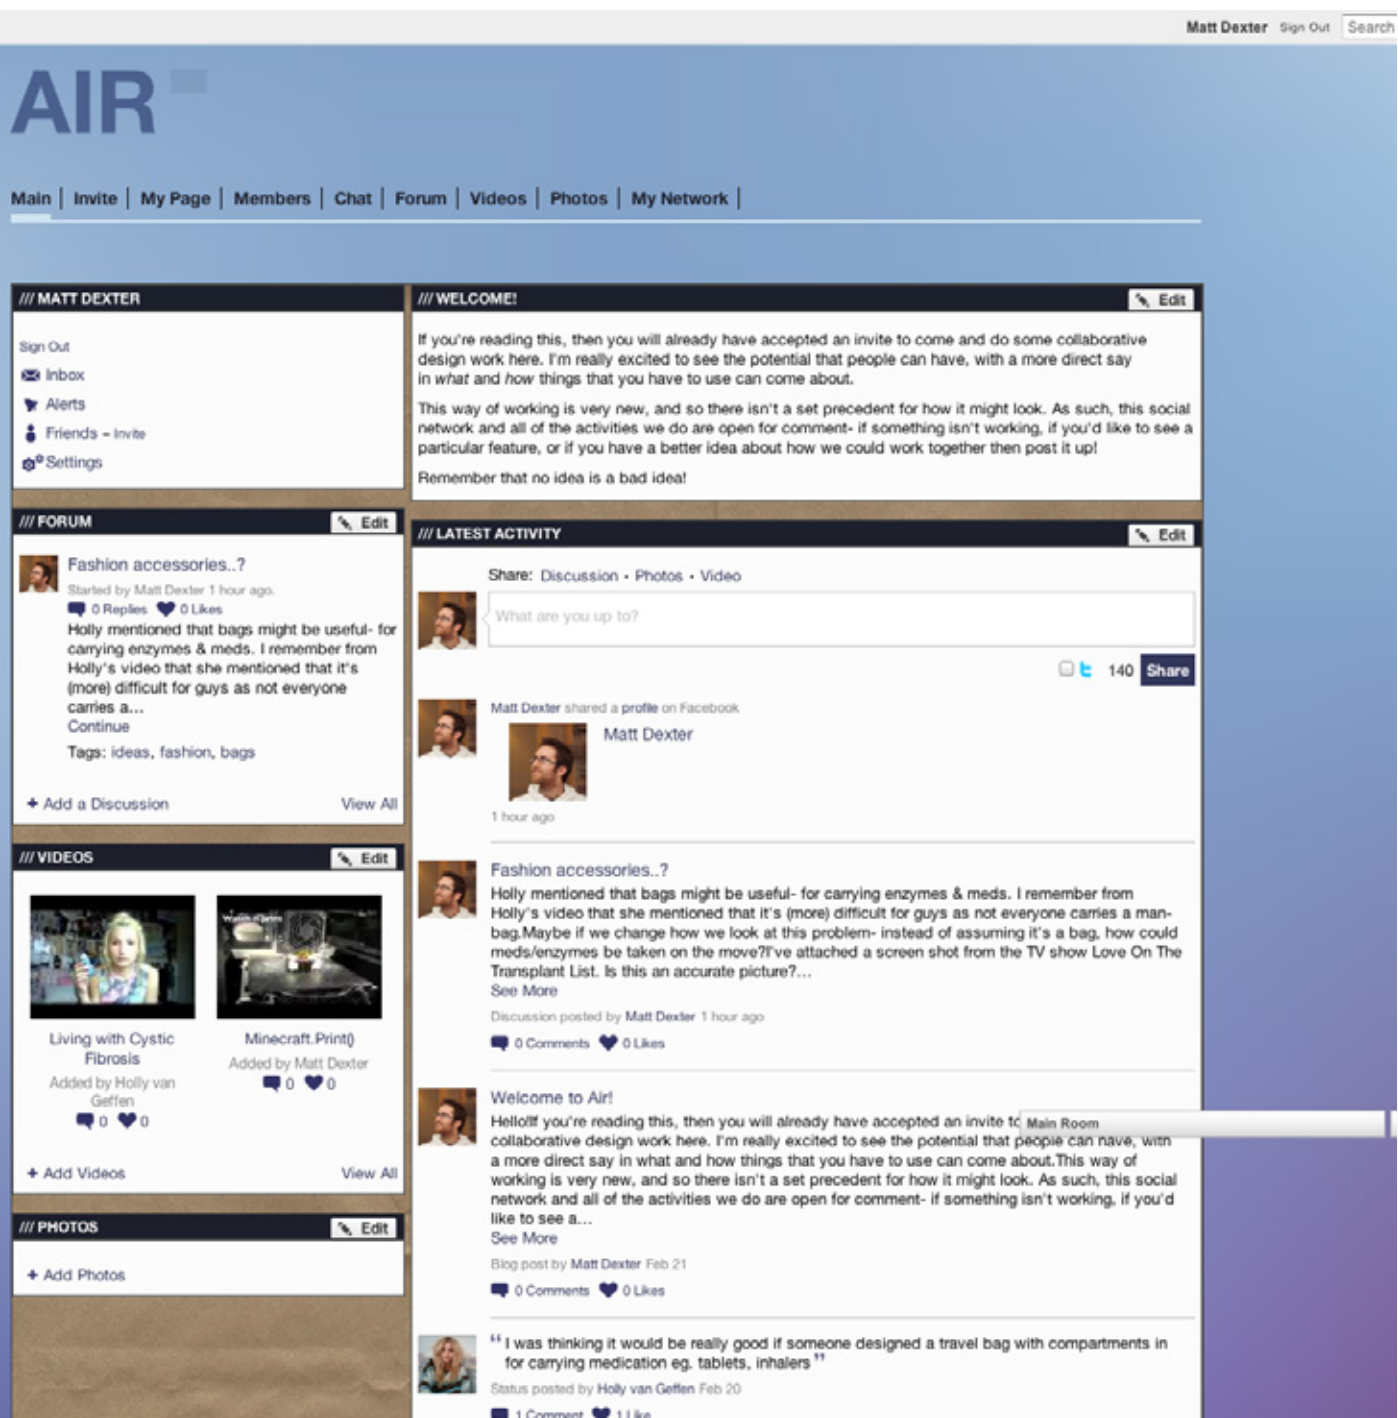 Matt Dexter Sign Out Search
AIR
Main | Invite | My Page | Members | Chat | Forum | Videos | Photos | My Network |
/// MATT DEXTER
Sign Out
Inbox
Alerts
Friends – Invite
Settings
/// FORUM
Edit
Fashion accessories..?
Started by Matt Dexter 1 hour ago.
0 Replies 0 Likes
Holly mentioned that bags might be useful- for
carrying enzymes & meds. I remember from
Holly's video that she mentioned that it's
(more) difficult for guys as not everyone
carries a...
Continue
Tags: ideas, fashion, bags
+ Add a Discussion View All
/// VIDEOS
Edit
Living with Cystic
Fibrosis
Added by Holly van
Geffen
0 0
Minecraft.Print()
Added by Matt Dexter
0 0
+ Add Videos View All
/// PHOTOS
Edit
+ Add Photos
/// WELCOME!
Edit
If you're reading this, then you will already have accepted an invite to come and do some collaborative
design work here. I'm really excited to see the potential that people can have, with a more direct say
in what and how things that you have to use can come about.
This way of working is very new, and so there isn't a set precedent for how it might look. As such, this social
network and all of the activities we do are open for comment- if something isn't working, if you'd like to see a
particular feature, or if you have a better idea about how we could work together then post it up!
Remember that no idea is a bad idea!
/// LATEST ACTIVITY
Edit
Share: Discussion • Photos • Video
What are you up to?
140 Share
Matt Dexter shared a profile on Facebook
Matt Dexter
1 hour ago
Fashion accessories..?
Holly mentioned that bags might be useful- for carrying enzymes & meds. I remember from
Holly's video that she mentioned that it's (more) difficult for guys as not everyone carries a man-
bag.Maybe if we change how we look at this problem- instead of assuming it's a bag, how could
meds/enzymes be taken on the move?I've attached a screen shot from the TV show Love On The
Transplant List. Is this an accurate picture?...
See More
Discussion posted by Matt Dexter 1 hour ago
0 Comments 0 Likes
Welcome to Air!
Hello!If you're reading this, then you will already have accepted an invite
Main Room
collaborative design work here. I'm really excited to see the potential that people can have, with
a more direct say in what and how things that you have to use can come about.This way of
working is very new, and so there isn't a set precedent for how it might look. As such, this social
network and all of the activities we do are open for comment- if something isn't working, if you'd
like to see a...
See More
Blog post by Matt Dexter Feb 21
0 Comments 0 Likes
“ I was thinking it would be really good if someone designed a travel bag with compartments in
for carrying medication eg. tablets, inhalers ”
Status posted by Holly van Geffen Feb 20
1 Comment 1 Like